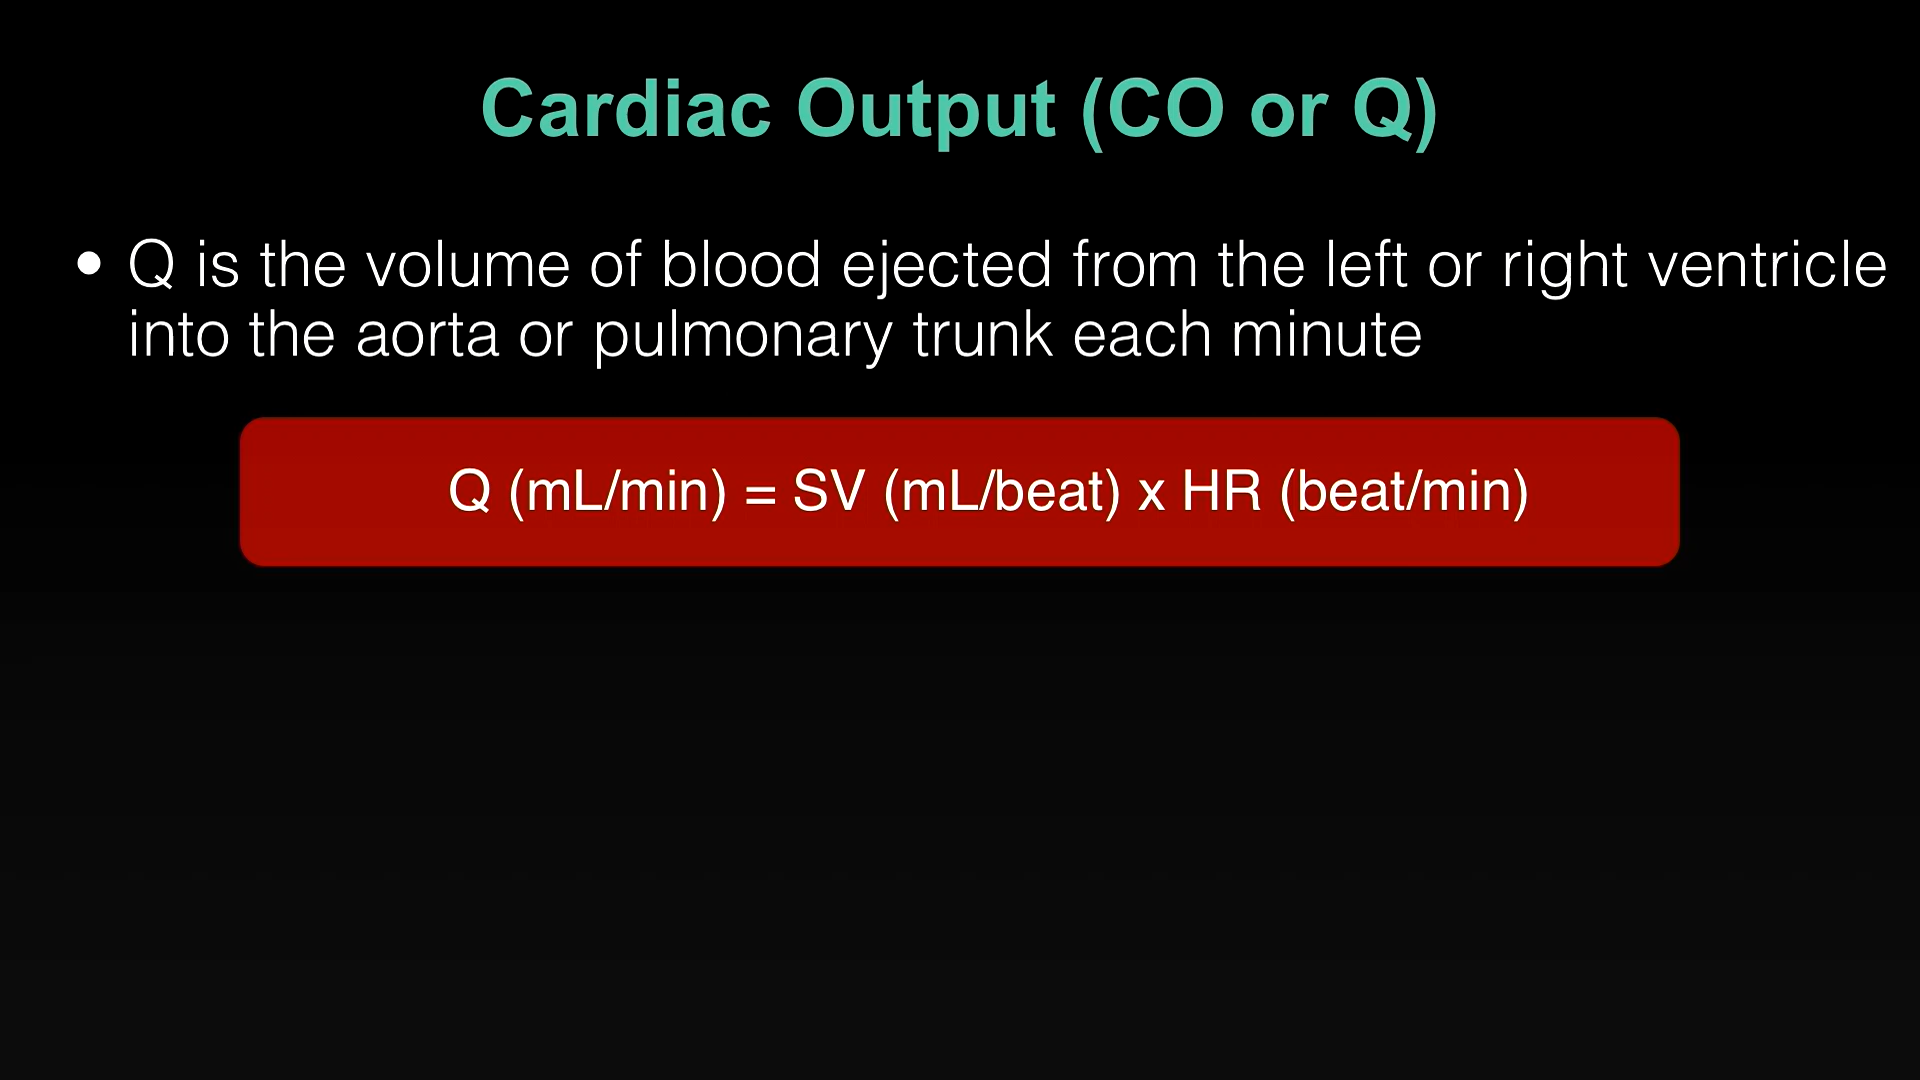 Cardiac Output (CO or Q)
• Q is the volume of blood ejected from the left or right ventricle
into the aorta or pulmonary trunk each minute
Q (mL/min) = SV (mL/beat) x HR (beat/min)